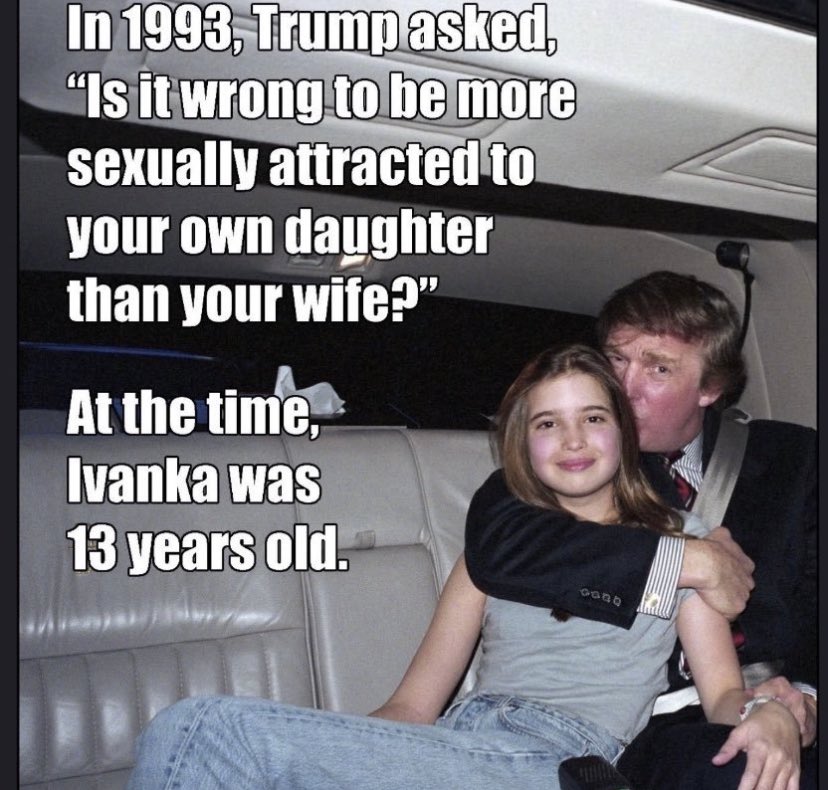 In 1993, Trump asked,
“Is it wrong to be more
sexually attracted to
your own daughter
than your wife?”
At the time,
Ivanka was
13 years old.